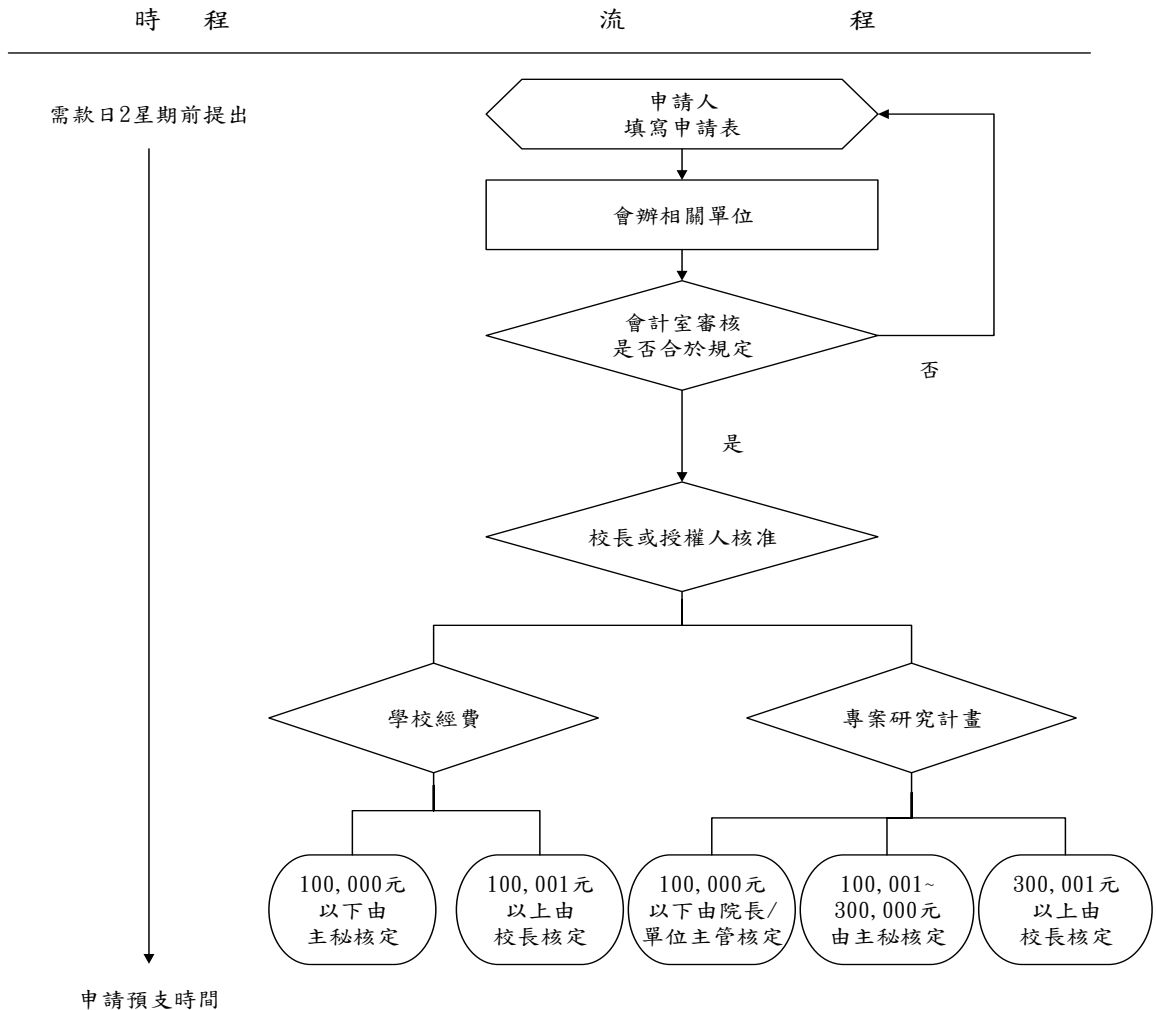 時 程 流 程
需款日2星期前提出
申請人
填寫申請表
會辦相關單位
會計室審核
是否合於規定
否
是
校長或授權人核准
學校經費
專案研究計畫
100,000元
以下由
主秘核定
100,001元
以上由
校長核定
100,000元
以下由院長/
單位主管核定
100,001~
300,000元
由主秘核定
300,001元
以上由
校長核定
申請預支時間